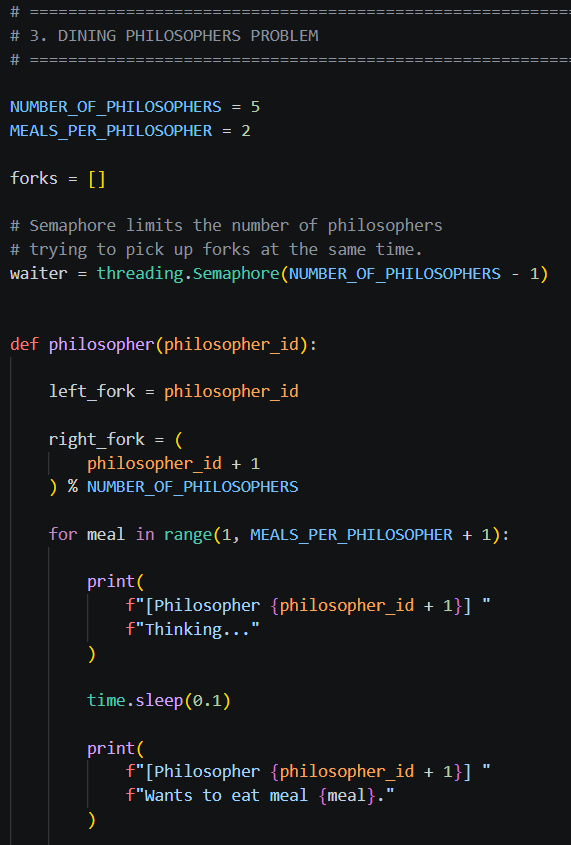 # ========================================================
# 3. DINING PHILOSOPHERS PROBLEM
# ========================================================
NUMBER_OF_PHILOSOPHERS = 5
MEALS_PER_PHILOSOPHER = 2
forks = []
# Semaphore limits the number of philosophers
# trying to pick up forks at the same time.
waiter = threading.Semaphore(NUMBER_OF_PHILOSOPHERS - 1)
def philosopher(philosopher_id):
    left_fork = philosopher_id
    right_fork = (
        philosopher_id + 1
    ) % NUMBER_OF_PHILOSOPHERS
    for meal in range(1, MEALS_PER_PHILOSOPHER + 1):
        print(
            f"[Philosopher {philosopher_id + 1}] "
            f"Thinking..."
        )
        time.sleep(0.1)
        print(
            f"[Philosopher {philosopher_id + 1}] "
            f"Wants to eat meal {meal}."
        )